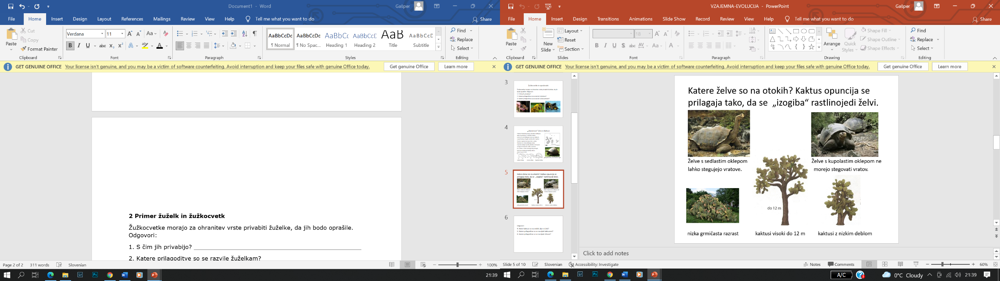 Document1 - Word
Gašper
File Home Insert Design Layout References Mailings Review View Help Tell me what you want to do
Share
Paste
Cut
Copy
Format Painter
Clipboard
Verdana 11
Font
Paragraph
AaBbCcDc AaBbCcDc AaBbCc AaBbCcD AaB AaBbCcD
¶ Normal ¶ No Spac... Heading 1 Heading 2 Title Subtitle
Styles
Find
Replace
Select
Editing
GET GENUINE OFFICE Your license isn't genuine, and you may be a victim of software counterfeiting. Avoid interruption and keep your files safe with genuine Office today. Get genuine Office Learn more
2 Primer žuželk in žužkocvetk
Žužkocvetke morajo za ohranitev vrste privabiti žuželke, da jih bodo oprašile.
Odgovori:
1. S čim jih privabijo?
2. Katere prilagoditve so se razvile žuželkam?
Page 2 of 2 311 words Slovenian 100%
21:39
VZAJEMNA-EVOLUCIJA - PowerPoint
Gašper
File Home Insert Design Transitions Animations Slide Show Record Review View Help Tell me what you want to do
Share
Paste
Clipboard
New
Slide
Layout
Reset
Section
Slides
18
Font
Paragraph
Arrange
Quick
Styles
Shape Fill
Shape Outline
Shape Effects
Drawing
Find
Replace
Select
Editing
GET GENUINE OFFICE Your license isn't genuine, and you may be a victim of software counterfeiting. Avoid interruption and keep your files safe with genuine Office today. Get genuine Office Learn more
3
4
5
6
Katere želve so na otokih? Kaktus opuncija se
prilagaja tako, da se „izogiba“ rastlinojedi želvi.
Želve s sedlastim oklepom
lahko stegujejo vratove.
Želve s kupolastim oklepom ne
morejo stegovati vratov.
do 12 m
nizka grmičasta razrast
kaktusi visoki do 12 m
kaktusi z nizkim deblom
Click to add notes
Slide 5 of 10 Slovenian Accessibility: Investigate Notes Comments 60%
A/C 0°C Cloudy 21:39